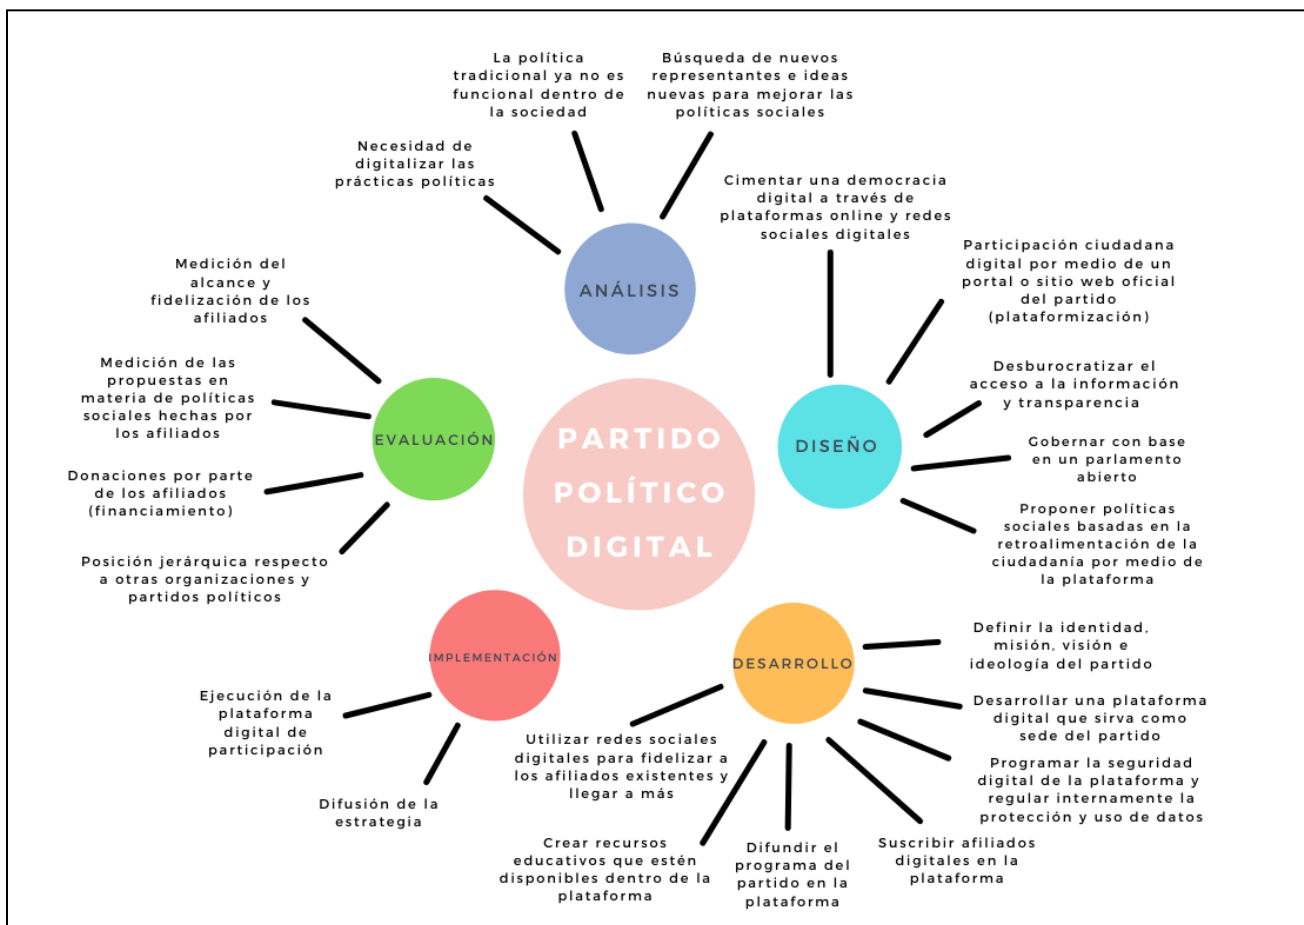 La política
tradicional ya no es
funcional dentro de
la sociedad
Búsqueda de nuevos
representantes e ideas
nuevas para mejorar las
políticas sociales
Necesidad de
digitalizar las
prácticas políticas
ANÁLISIS
Cimentar una democracia
digital a través de
plataformas online y redes
sociales digitales
Participación ciudadana
digital por medio de un
portal o sitio web oficial
del partido
(plataformización)
Desburocratizar el
acceso a la información
y transparencia
Gobernar con base
en un parlamento
abierto
Proponer políticas
sociales basadas en la
retroalimentación de la
ciudadanía por medio de
la plataforma
DISEÑO
PARTIDO
POLÍTICO
DIGITAL
Medición del
alcance y
fidelización de los
afiliados
Medición de las
propuestas en
materia de políticas
sociales hechas por
los afiliados
Donaciones por parte
de los afiliados
(financiamiento)
Posición jerárquica respecto
a otras organizaciones y
partidos políticos
EVALUACIÓN
IMPLEMENTACIÓN
Ejecución de la
plataforma
digital de
participación
Difusión de la
estrategia
DESARROLLO
Definir la identidad,
misión, visión e
ideología del partido
Desarrollar una plataforma
digital que sirva como
sede del partido
Programar la seguridad
digital de la plataforma y
regular internamente la
protección y uso de datos
Suscribir afiliados
digitales en la
plataforma
Difundir el
programa del
partido en la
plataforma
Crear recursos
educativos que estén
disponibles dentro de la
plataforma
Utilizar redes sociales
digitales para fidelizar a
los afiliados existentes y
llegar a más